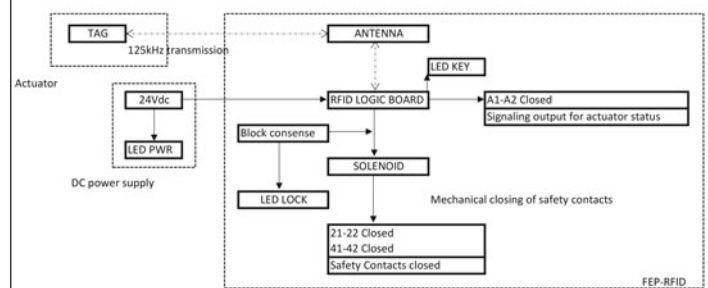 TAG
ANTENNA
125kHz transmission
LED KEY
Actuator
24Vdc
RFID LOGIC BOARD
A1-A2 Closed
Signaling output for actuator status
Block consense
LED PWR
SOLENOID
DC power supply
LED LOCK
Mechanical closing of safety contacts
21-22 Closed
41-42 Closed
Safety Contacts closed
FEP-RFID